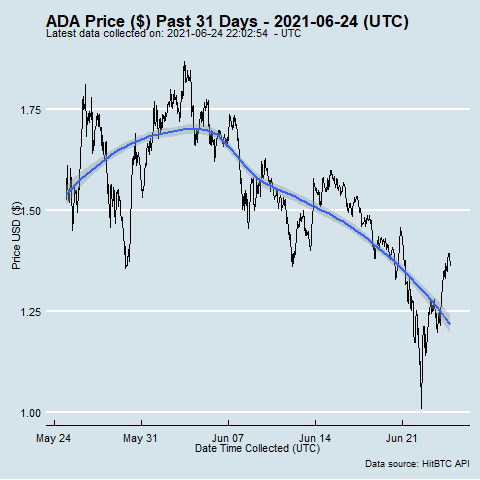 ADA Price ($) Past 31 Days - 2021-06-24 (UTC)
Latest data collected on: 2021-06-24 22:02:54  - UTC
Price USD ($)
1.75
1.50
1.25
1.00
May 24 May 31 Jun 07 Jun 14 Jun 21
Date Time Collected (UTC)
Data source: HitBTC API